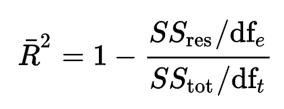 R̄² = 1 − (SS_res/df_e)/(SS_tot/df_t)